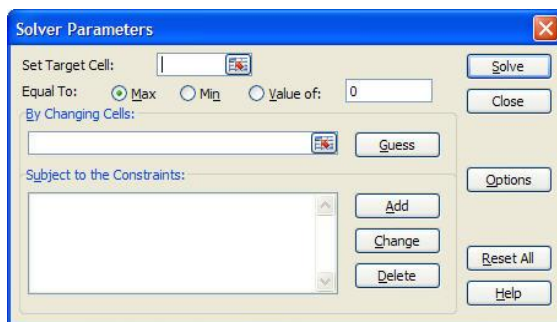 Solver Parameters
Set Target Cell:
Solve
Equal To: Max Min Value of: 0
Close
By Changing Cells:
Guess
Subject to the Constraints:
Options
Add
Change
Reset All
Delete
Help